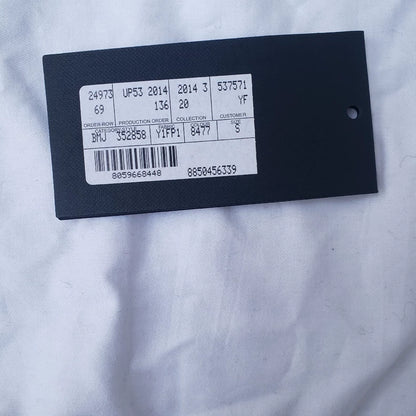 24973 UP53 2014 2014 3 537571
69 136 20 YF
ORDER-ROW PRODUCTION ORDER COLLECTION CUSTOMER
SIZE
BMJ 352858 Y1FP1 8477 S
8059668448 8850456339